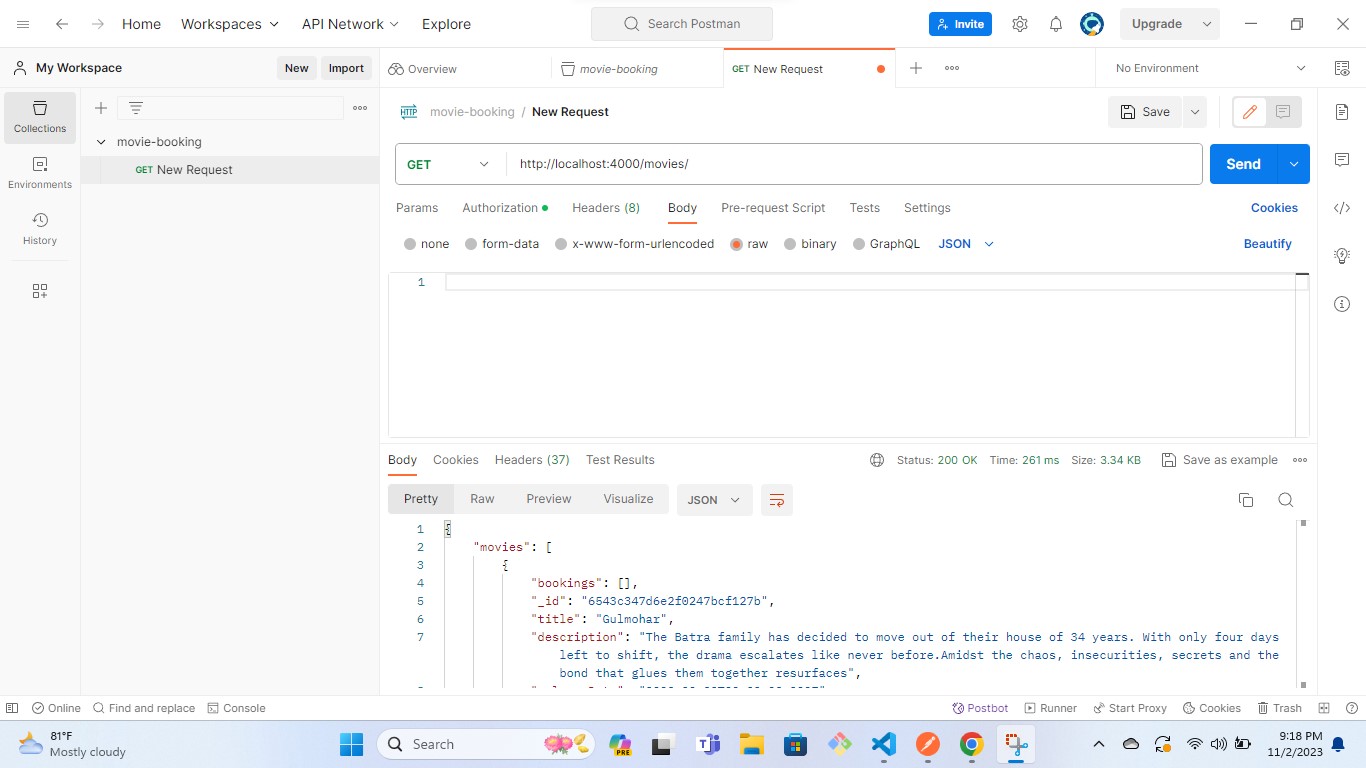 Home
Workspaces
API Network
Explore
Search Postman
Invite
Upgrade
My Workspace
New
Import
Overview
movie-booking
GET New Request
No Environment
Collections
Environments
History
movie-booking
GET New Request
HTTP movie-booking / New Request
Save
GET
http://localhost:4000/movies/
Send
Params
Authorization
Headers (8)
Body
Pre-request Script
Tests
Settings
Cookies
none
form-data
x-www-form-urlencoded
raw
binary
GraphQL
JSON
Beautify
1
Body
Cookies
Headers (37)
Test Results
Status: 200 OK
Time: 261 ms
Size: 3.34 KB
Save as example
Pretty
Raw
Preview
Visualize
JSON
1 {
2 "movies": [
3 {
4 "bookings": [],
5 "_id": "6543c347d6e2f0247bcf127b",
6 "title": "Gulmohar",
7 "description": "The Batra family has decided to move out of their house of 34 years. With only four days
left to shift, the drama escalates like never before.Amidst the chaos, insecurities, secrets and the
bond that glues them together resurfaces",
Online
Find and replace
Console
Postbot
Runner
Start Proxy
Cookies
Trash
81°F
Mostly cloudy
Search
PRE
9:18 PM
11/2/2023